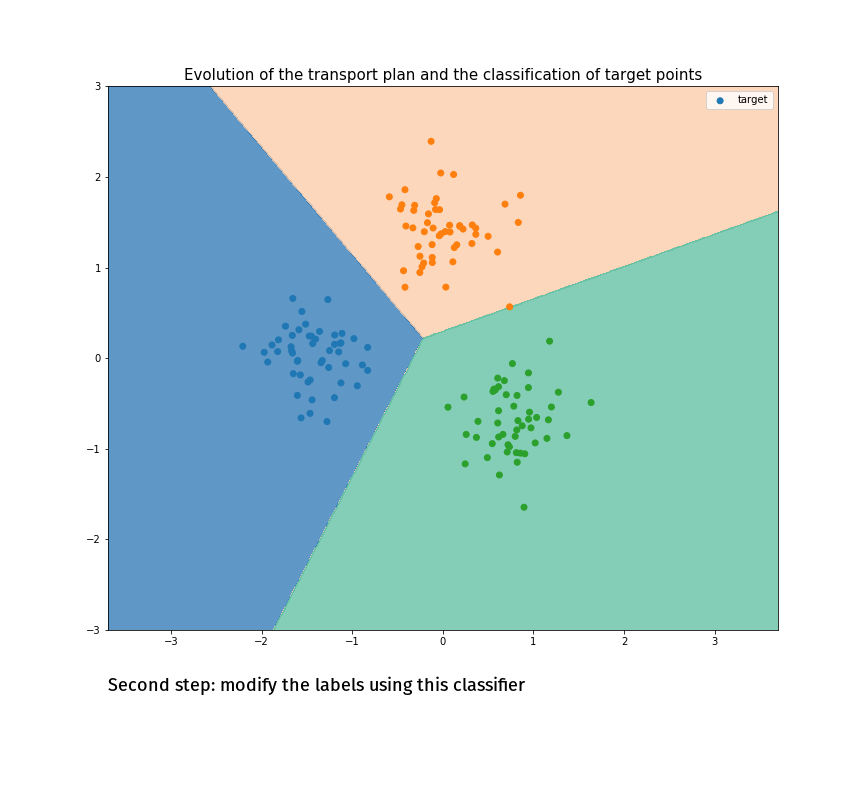 Evolution of the transport plan and the classification of target points
target
3
2
1
0
−1
−2
−3
−3 −2 −1 0 1 2 3
Second step: modify the labels using this classifier